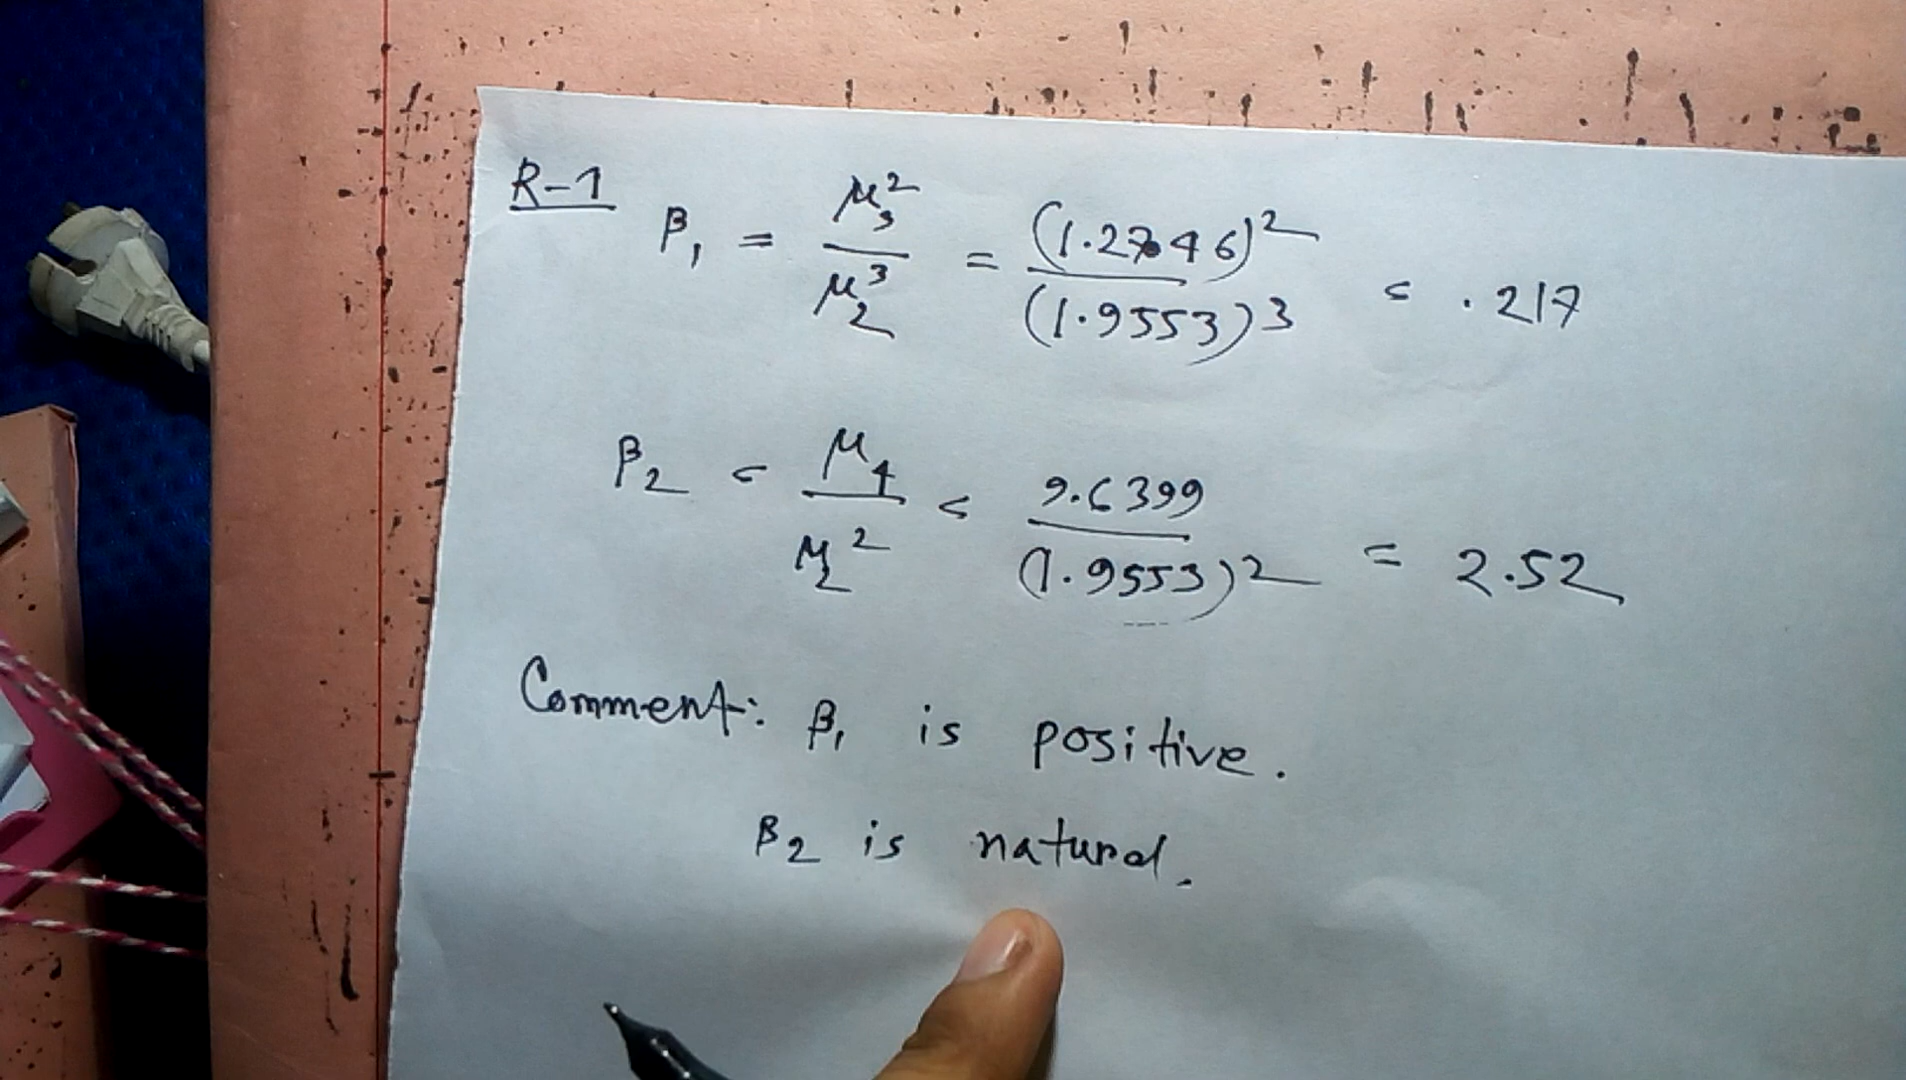 R-1
β₁ = μ₃² / μ₂³ = (1.2746)² / (1.9553)3 = .217
β₂ = μ₄ / μ₂² = 9.6399 / (1.9553)² = 2.52
Comment: β₁ is positive.
β₂ is natural.